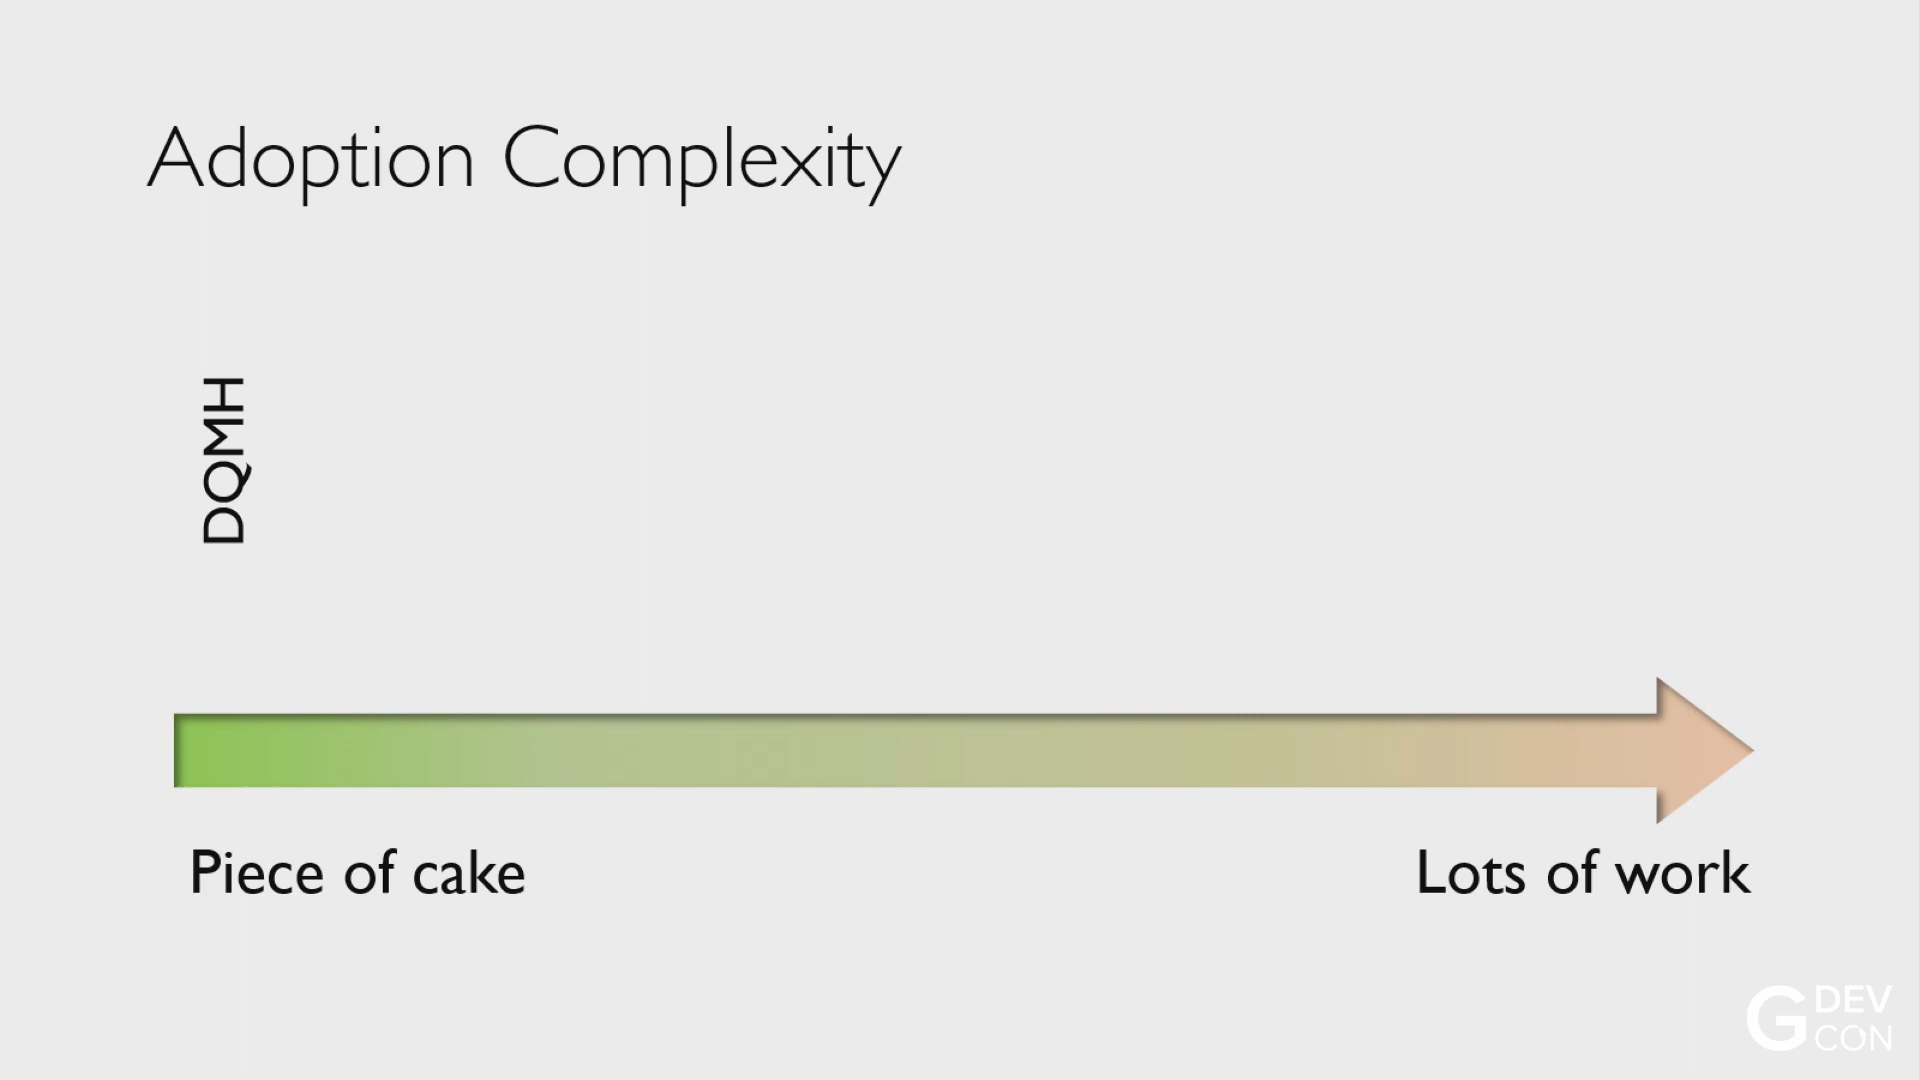 Adoption Complexity
DQMH
Piece of cake
Lots of work
G DEV
CON